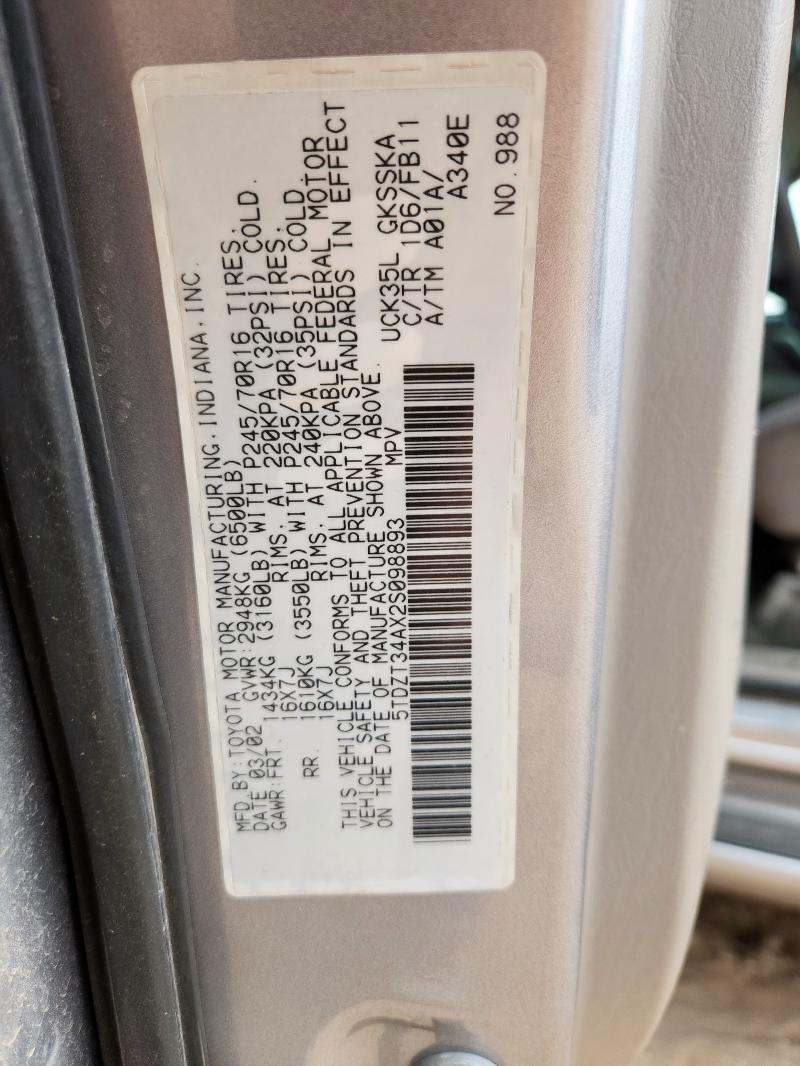 MFD BY:TOYOTA MOTOR MANUFACTURING,INDIANA,INC.
DATE 03/02 GVWR:2948KG (6500LB)
GAWR:FRT. 1434KG (3160LB) WITH P245/70R16 TIRES,
16X7J RIMS, AT 220KPA (32PSI) COLD.
RR. 1610KG (3550LB) WITH P245/70R16 TIRES,
16X7J RIMS, AT 240KPA (35PSI) COLD.
THIS VEHICLE CONFORMS TO ALL APPLICABLE FEDERAL MOTOR
VEHICLE SAFETY AND THEFT PREVENTION STANDARDS IN EFFECT
ON THE DATE OF MANUFACTURE SHOWN ABOVE.
5TDZT34AX2S098893 MPV
UCK35L GKSSKA
C/TR 1D6/FB11
A/TM A01A/
A340E
NO.988